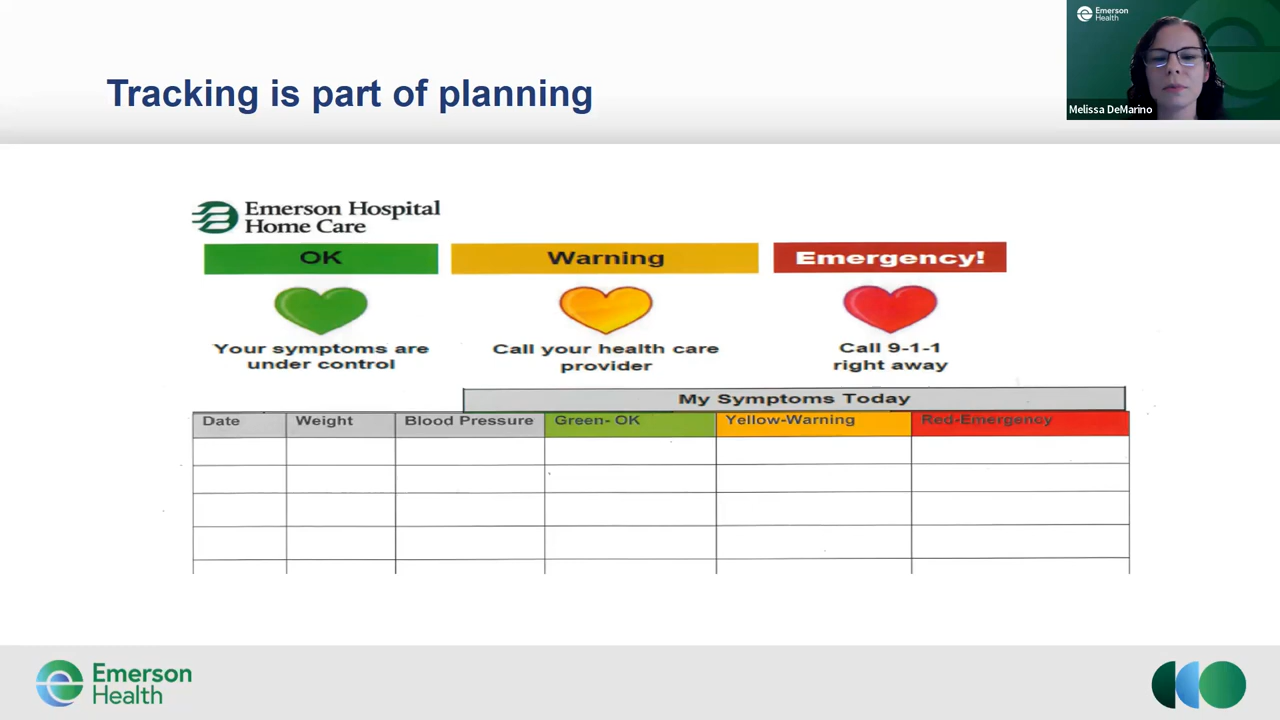 Emerson
Health
Melissa DeMarino
Tracking is part of planning
Emerson Hospital
Home Care
OK
Warning
Emergency!
Your symptoms are
under control
Call your health care
provider
Call 9-1-1
right away
My Symptoms Today
Date
Weight
Blood Pressure
Green- OK
Yellow-Warning
Red-Emergency
Emerson
Health